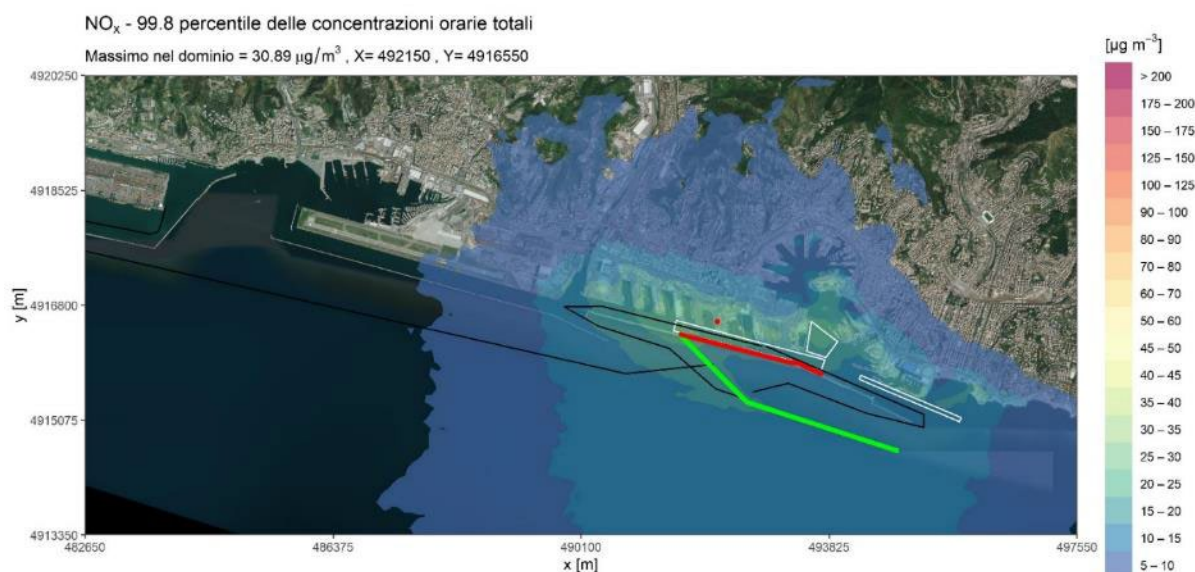 NOx - 99.8 percentile delle concentrazioni orarie totali
Massimo nel dominio = 30.89 μg/m³ , X= 492150 , Y= 4916550
[μg m⁻³]
> 200
175 – 200
150 – 175
125 – 150
100 – 125
90 – 100
80 – 90
70 – 80
60 – 70
50 – 60
45 – 50
40 – 45
35 – 40
30 – 35
25 – 30
20 – 25
15 – 20
10 – 15
5 – 10
y [m]
4920250
4918525
4916800
4915075
4913350
482650
486375
490100
493825
497550
x [m]